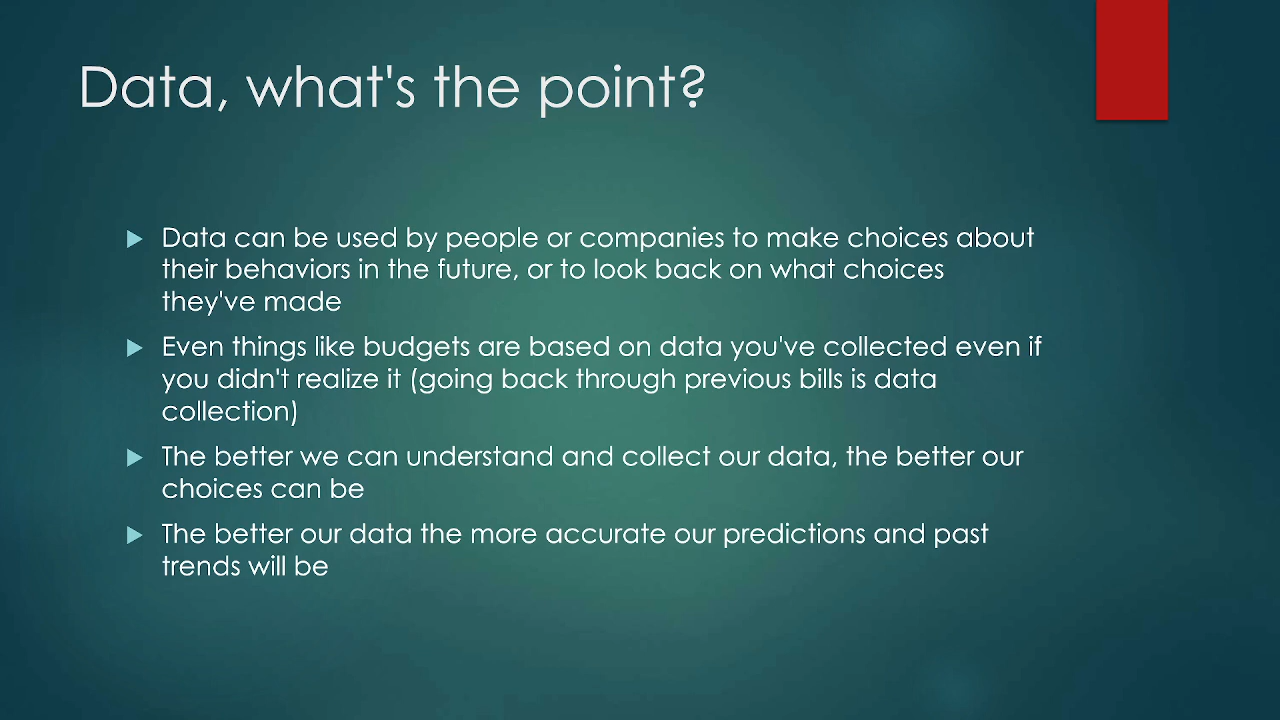 Data, what's the point?
Data can be used by people or companies to make choices about
their behaviors in the future, or to look back on what choices
they've made
Even things like budgets are based on data you've collected even if
you didn't realize it (going back through previous bills is data
collection)
The better we can understand and collect our data, the better our
choices can be
The better our data the more accurate our predictions and past
trends will be